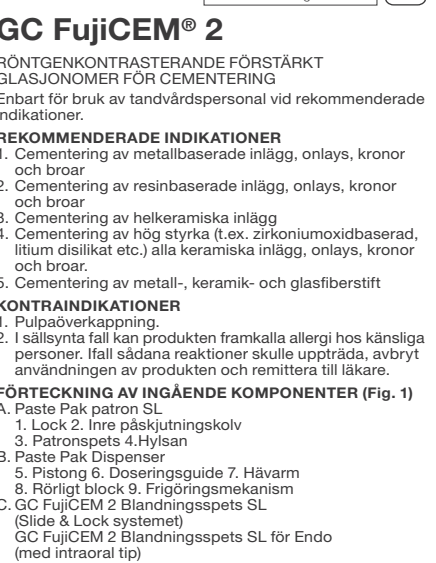 GC FujiCEM® 2
RÖNTGENKONTRASTERANDE FÖRSTÄRKT
GLASJONOMER FÖR CEMENTERING
Enbart för bruk av tandvårdspersonal vid rekommenderade
indikationer.
REKOMMENDERADE INDIKATIONER
1. Cementering av metallbaserade inlägg, onlays, kronor
och broar
2. Cementering av resinbaserade inlägg, onlays, kronor
och broar
3. Cementering av helkeramiska inlägg
4. Cementering av hög styrka (t.ex. zirkoniumoxidbaserad,
litium disilikat etc.) alla keramiska inlägg, onlays, kronor
och broar.
5. Cementering av metall-, keramik- och glasfiberstift
KONTRAINDIKATIONER
1. Pulpaöverkappning.
2. I sällsynta fall kan produkten framkalla allergi hos känsliga
personer. Ifall sådana reaktioner skulle uppträda, avbryt
användningen av produkten och remittera till läkare.
FÖRTECKNING AV INGÅENDE KOMPONENTER (Fig. 1)
A. Paste Pak patron SL
1. Lock 2. Inre påskjutningskolv
3. Patronspets 4.Hylsan
B. Paste Pak Dispenser
5. Pistong 6. Doseringsguide 7. Hävarm
8. Rörligt block 9. Frigöringsmekanism
C. GC FujiCEM 2 Blandningsspets SL
(Slide & Lock systemet)
GC FujiCEM 2 Blandningsspets SL för Endo
(med intraoral tip)